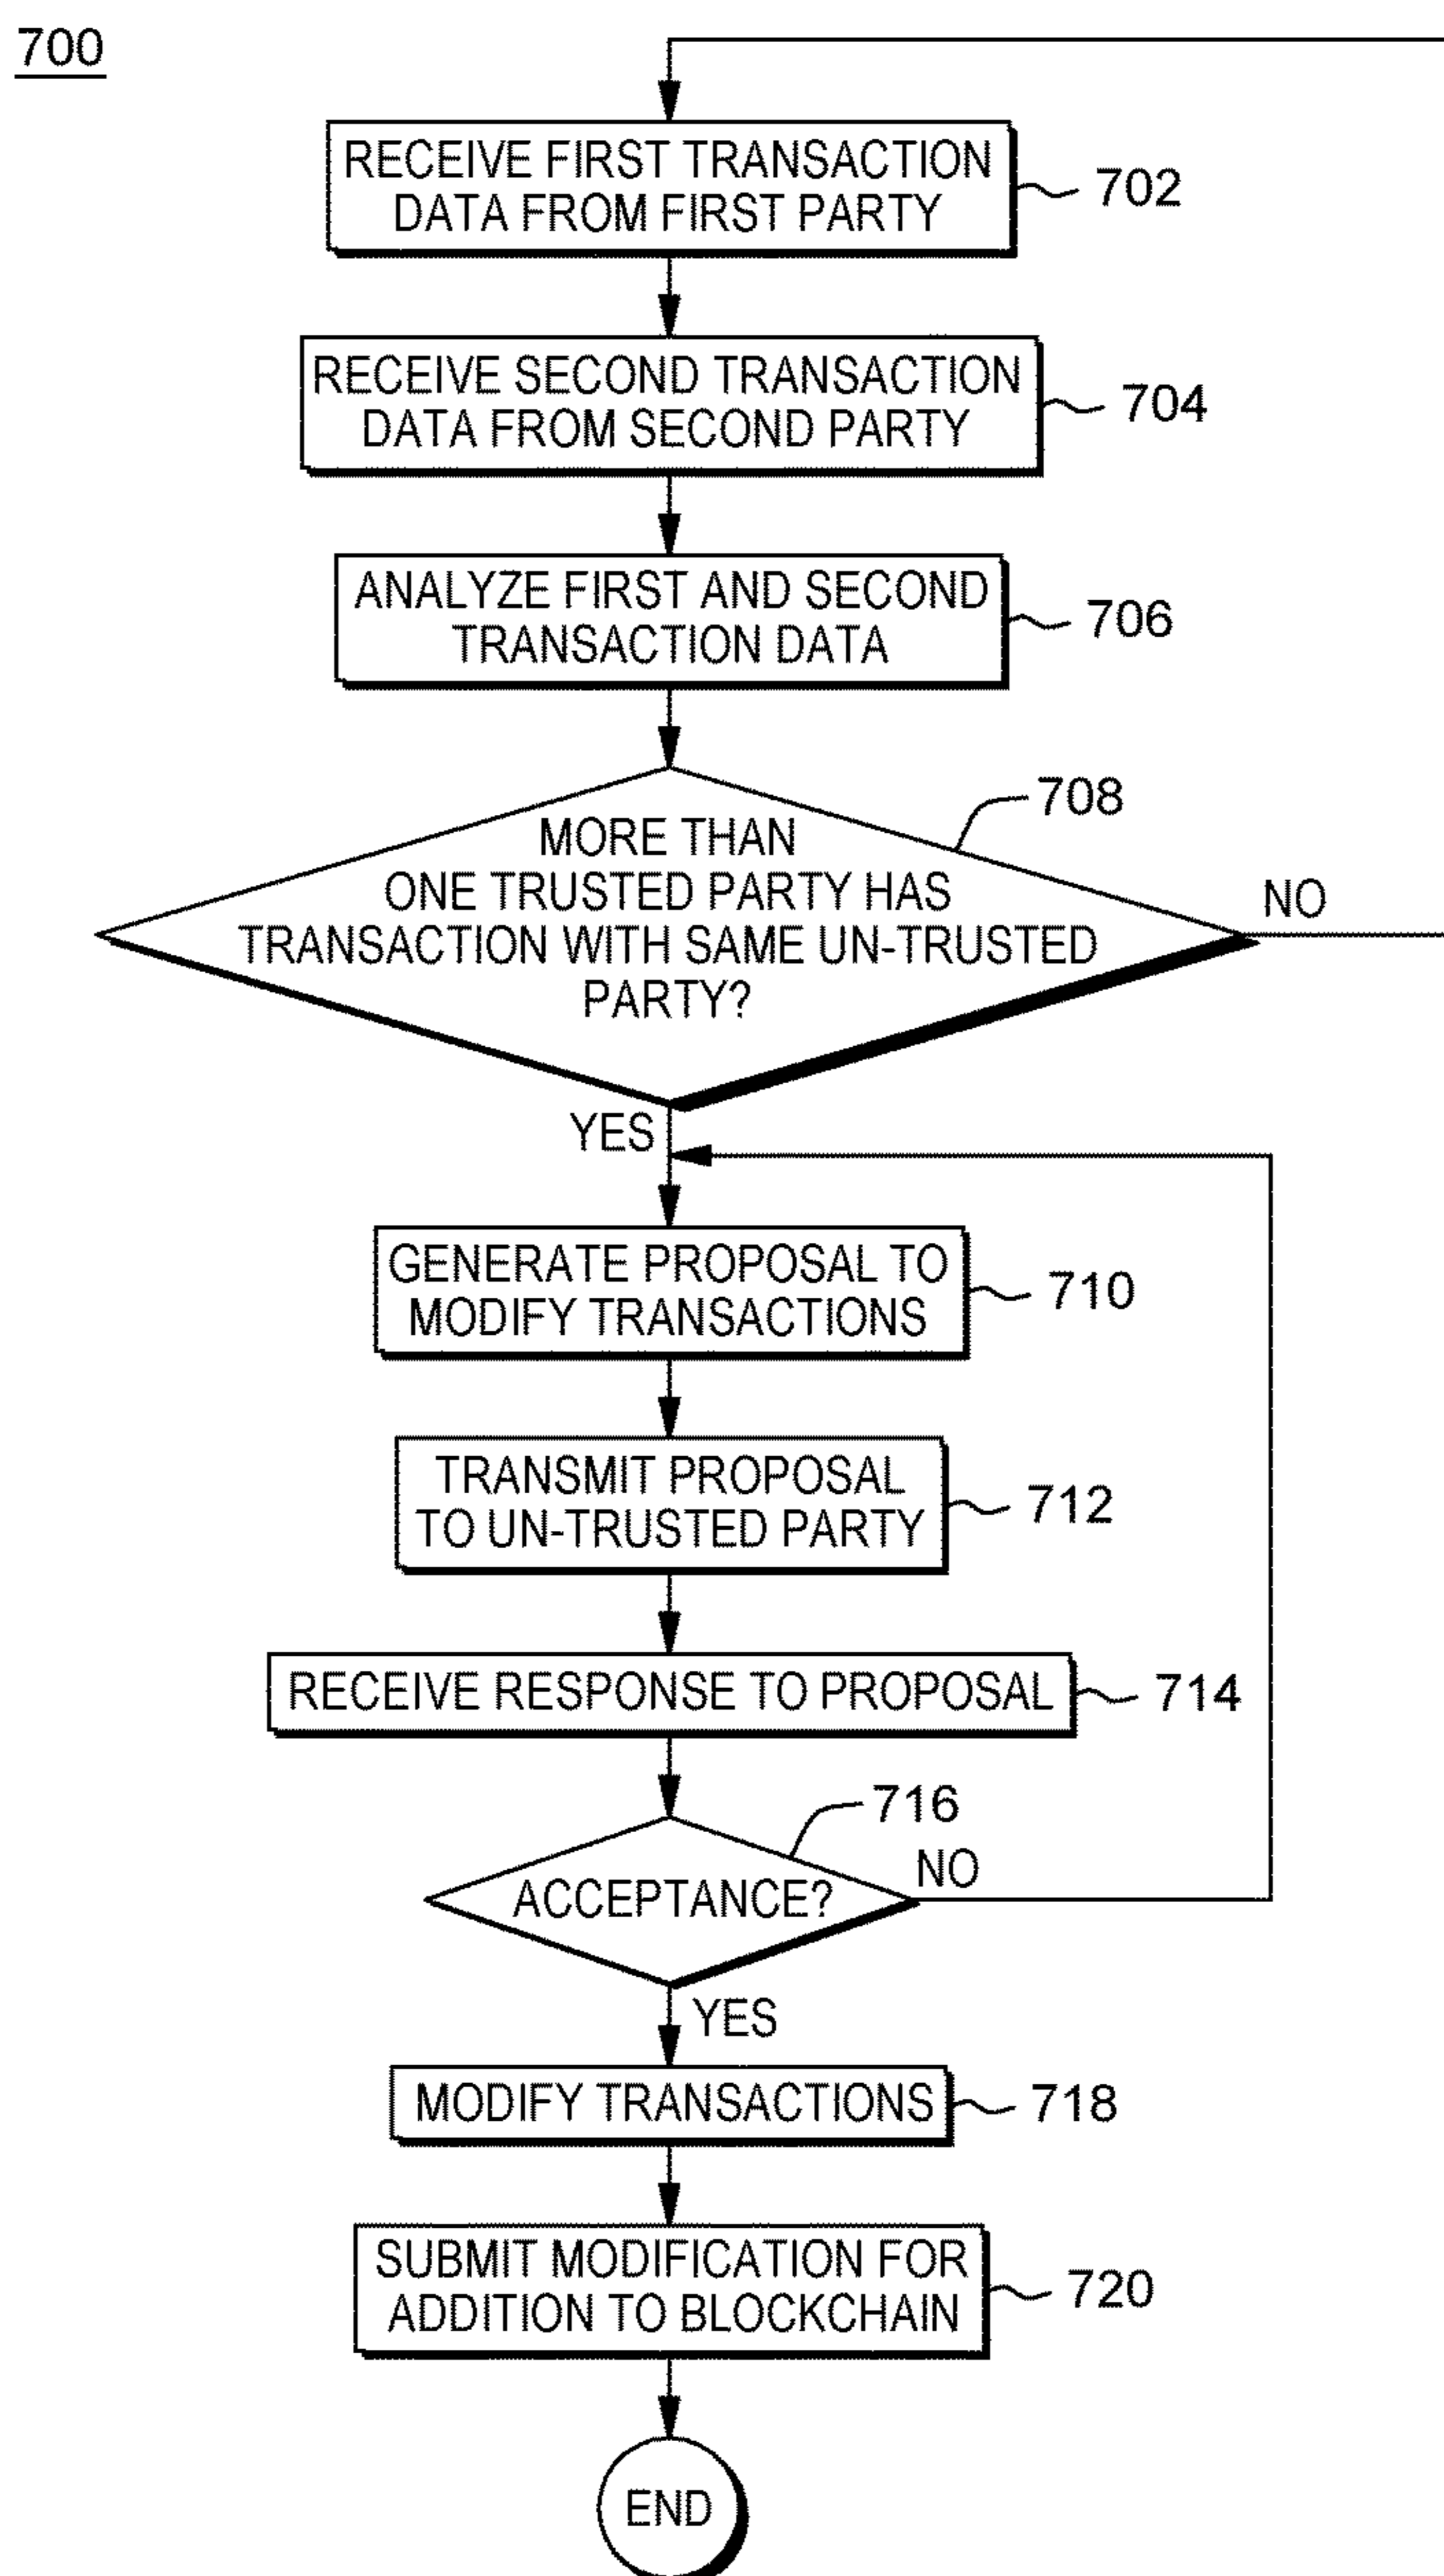 700
RECEIVE FIRST TRANSACTION
DATA FROM FIRST PARTY
702
RECEIVE SECOND TRANSACTION
DATA FROM SECOND PARTY
704
ANALYZE FIRST AND SECOND
TRANSACTION DATA
706
708
MORE THAN
ONE TRUSTED PARTY HAS
TRANSACTION WITH SAME UN-TRUSTED
PARTY?
NO
YES
GENERATE PROPOSAL TO
MODIFY TRANSACTIONS
710
TRANSMIT PROPOSAL
TO UN-TRUSTED PARTY
712
RECEIVE RESPONSE TO PROPOSAL
714
716
ACCEPTANCE?
NO
YES
MODIFY TRANSACTIONS
718
SUBMIT MODIFICATION FOR
ADDITION TO BLOCKCHAIN
720
END